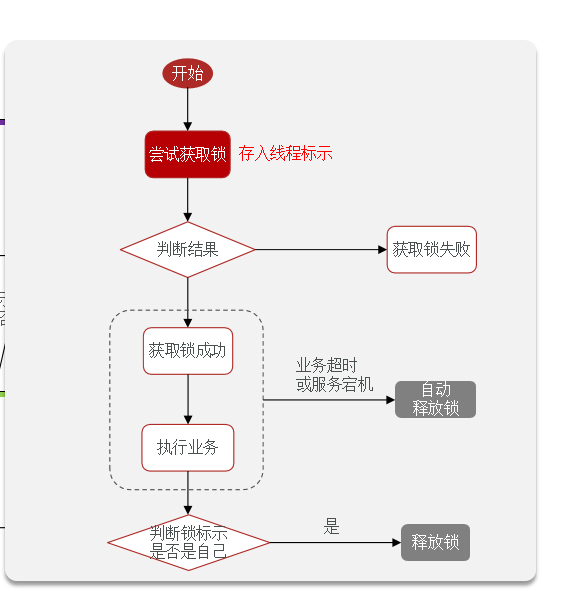 开始
尝试获取锁
存入线程标示
判断结果
获取锁失败
获取锁成功
业务超时
或服务宕机
自动
释放锁
执行业务
判断锁标示
是否是自己
是
释放锁